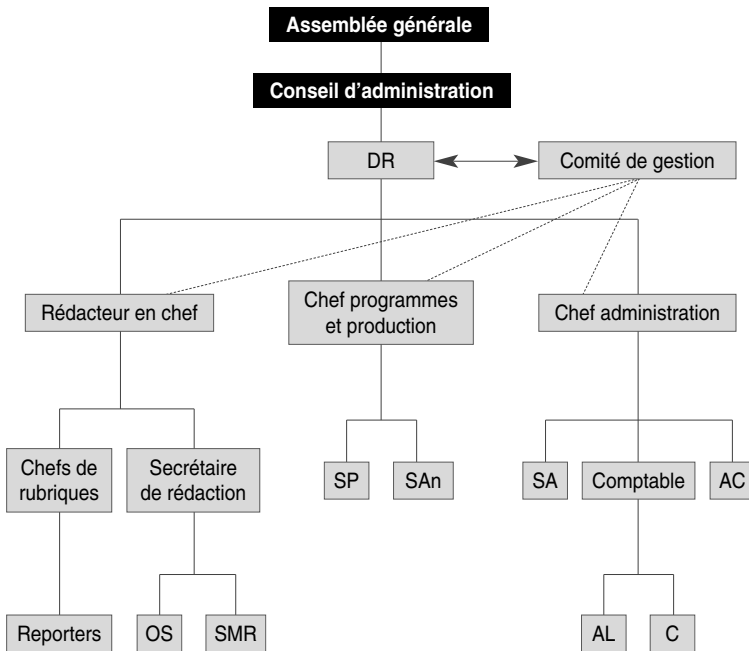 Assemblée générale
Conseil d'administration
DR
Comité de gestion
Rédacteur en chef
Chef programmes
et production
Chef administration
Chefs de
rubriques
Secrétaire
de rédaction
SP
SAn
SA
Comptable
AC
Reporters
OS
SMR
AL
C